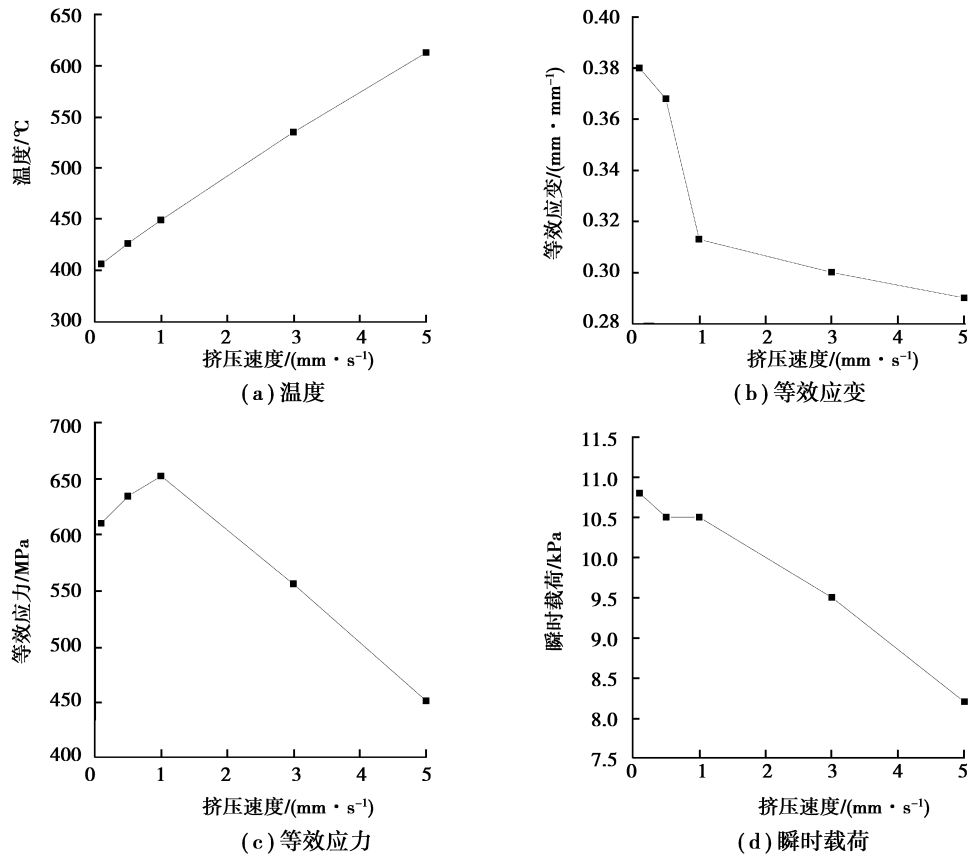 650
600
550
500
450
400
300
温度/℃
0 1 2 3 4 5
挤压速度/(mm·s⁻¹)
(a)温度
0.40
0.38
0.36
0.34
0.32
0.30
0.28
等效应变/(mm·mm⁻¹)
0 1 2 3 4 5
挤压速度/(mm·s⁻¹)
(b)等效应变
700
650
600
550
500
450
400
等效应力/MPa
0 1 2 3 4 5
挤压速度/(mm·s⁻¹)
(c)等效应力
11.5
11.0
10.5
10.0
9.5
9.0
8.5
8.0
7.5
瞬时载荷/kPa
0 1 2 3 4 5
挤压速度/(mm·s⁻¹)
(d)瞬时载荷